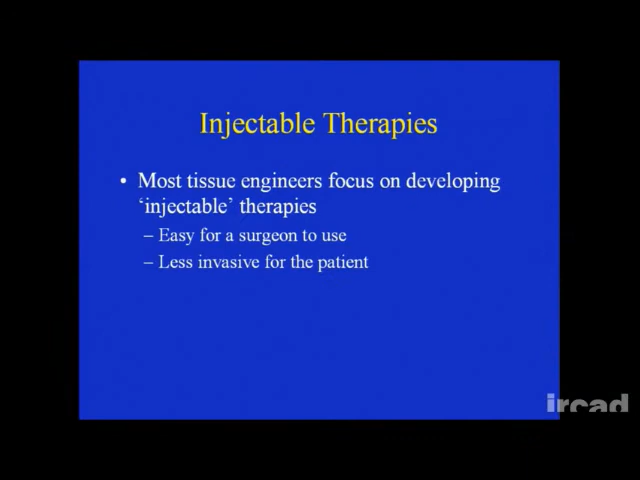 Injectable Therapies
• Most tissue engineers focus on developing
‘injectable’ therapies
– Easy for a surgeon to use
– Less invasive for the patient
ircad